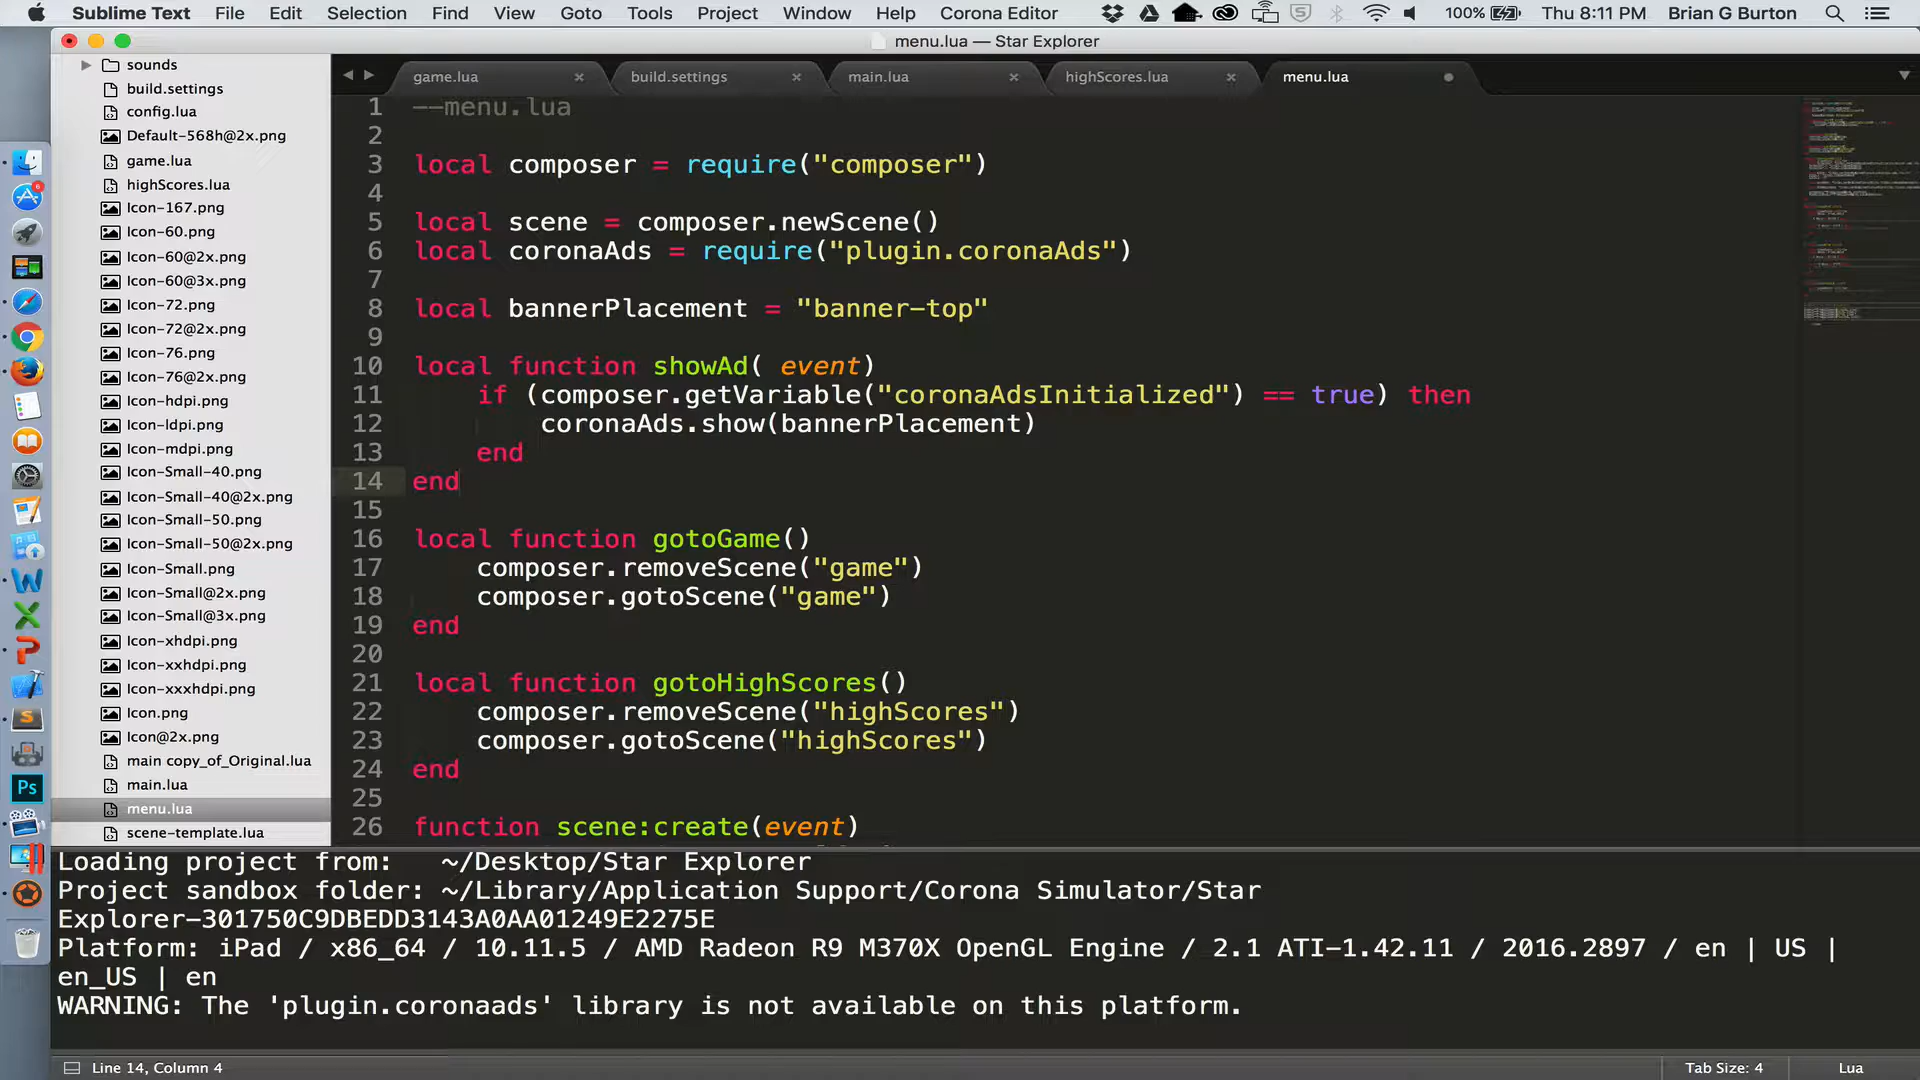 Sublime Text File Edit Selection Find View Goto Tools Project Window Help Corona Editor 100% Thu 8:11 PM Brian G Burton
menu.lua — Star Explorer
sounds
build.settings
config.lua
Default-568h@2x.png
game.lua
highScores.lua
Icon-167.png
Icon-60.png
Icon-60@2x.png
Icon-60@3x.png
Icon-72.png
Icon-72@2x.png
Icon-76.png
Icon-76@2x.png
Icon-hdpi.png
Icon-ldpi.png
Icon-mdpi.png
Icon-Small-40.png
Icon-Small-40@2x.png
Icon-Small-50.png
Icon-Small-50@2x.png
Icon-Small.png
Icon-Small@2x.png
Icon-Small@3x.png
Icon-xhdpi.png
Icon-xxhdpi.png
Icon-xxxhdpi.png
Icon.png
Icon@2x.png
main copy_of_Original.lua
main.lua
menu.lua
scene-template.lua
game.lua build.settings main.lua highScores.lua menu.lua
1 --menu.lua
2
3 local composer = require("composer")
4
5 local scene = composer.newScene()
6 local coronaAds = require("plugin.coronaAds")
7
8 local bannerPlacement = "banner-top"
9
10 local function showAd( event)
11 if (composer.getVariable("coronaAdsInitialized") == true) then
12 coronaAds.show(bannerPlacement)
13 end
14 end
15
16 local function gotoGame()
17 composer.removeScene("game")
18 composer.gotoScene("game")
19 end
20
21 local function gotoHighScores()
22 composer.removeScene("highScores")
23 composer.gotoScene("highScores")
24 end
25
26 function scene:create(event)
Loading project from: ~/Desktop/Star Explorer
Project sandbox folder: ~/Library/Application Support/Corona Simulator/Star
Explorer-301750C9DBEDD3143A0AA01249E2275E
Platform: iPad / x86_64 / 10.11.5 / AMD Radeon R9 M370X OpenGL Engine / 2.1 ATI-1.42.11 / 2016.2897 / en | US |
en_US | en
WARNING: The 'plugin.coronaads' library is not available on this platform.
Line 14, Column 4 Tab Size: 4 Lua